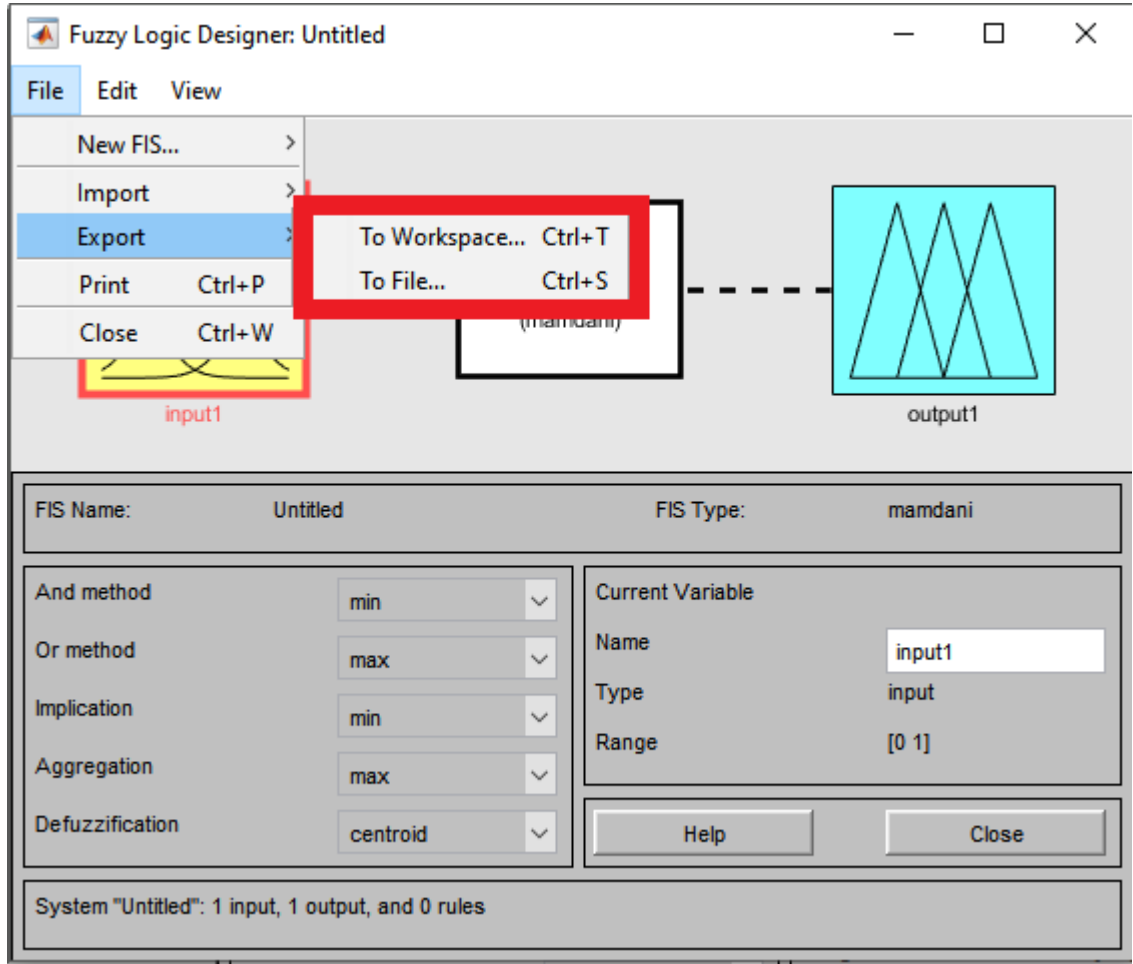 Fuzzy Logic Designer: Untitled
File Edit View
New FIS...
Import
Export
Print Ctrl+P
Close Ctrl+W
To Workspace... Ctrl+T
To File... Ctrl+S
(mamdani)
input1
output1
FIS Name: Untitled FIS Type: mamdani
And method min
Or method max
Implication min
Aggregation max
Defuzzification centroid
Current Variable
Name input1
Type input
Range [0 1]
Help Close
System "Untitled": 1 input, 1 output, and 0 rules